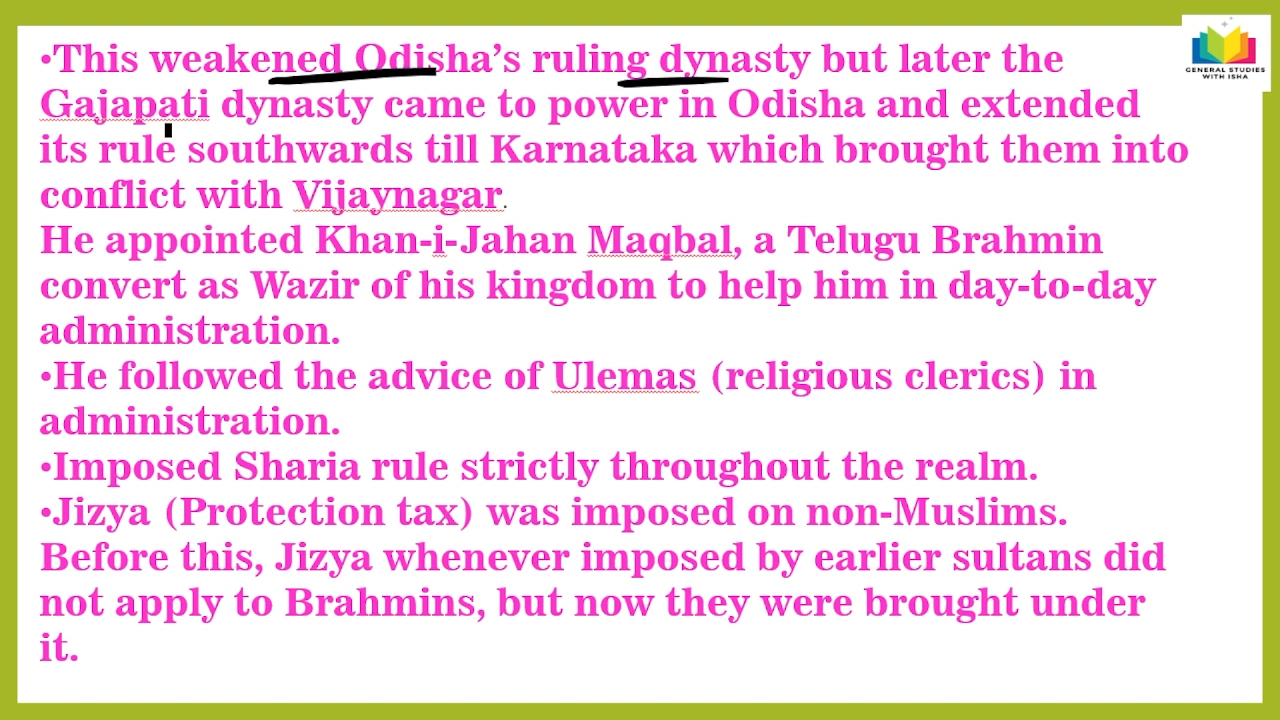 •This weakened Odisha's ruling dynasty but later the
Gajapati dynasty came to power in Odisha and extended
its rule southwards till Karnataka which brought them into
conflict with Vijaynagar.
He appointed Khan-i-Jahan Maqbal, a Telugu Brahmin
convert as Wazir of his kingdom to help him in day-to-day
administration.
•He followed the advice of Ulemas (religious clerics) in
administration.
•Imposed Sharia rule strictly throughout the realm.
•Jizya (Protection tax) was imposed on non-Muslims.
Before this, Jizya whenever imposed by earlier sultans did
not apply to Brahmins, but now they were brought under
it.
GENERAL STUDIES
WITH ISHA